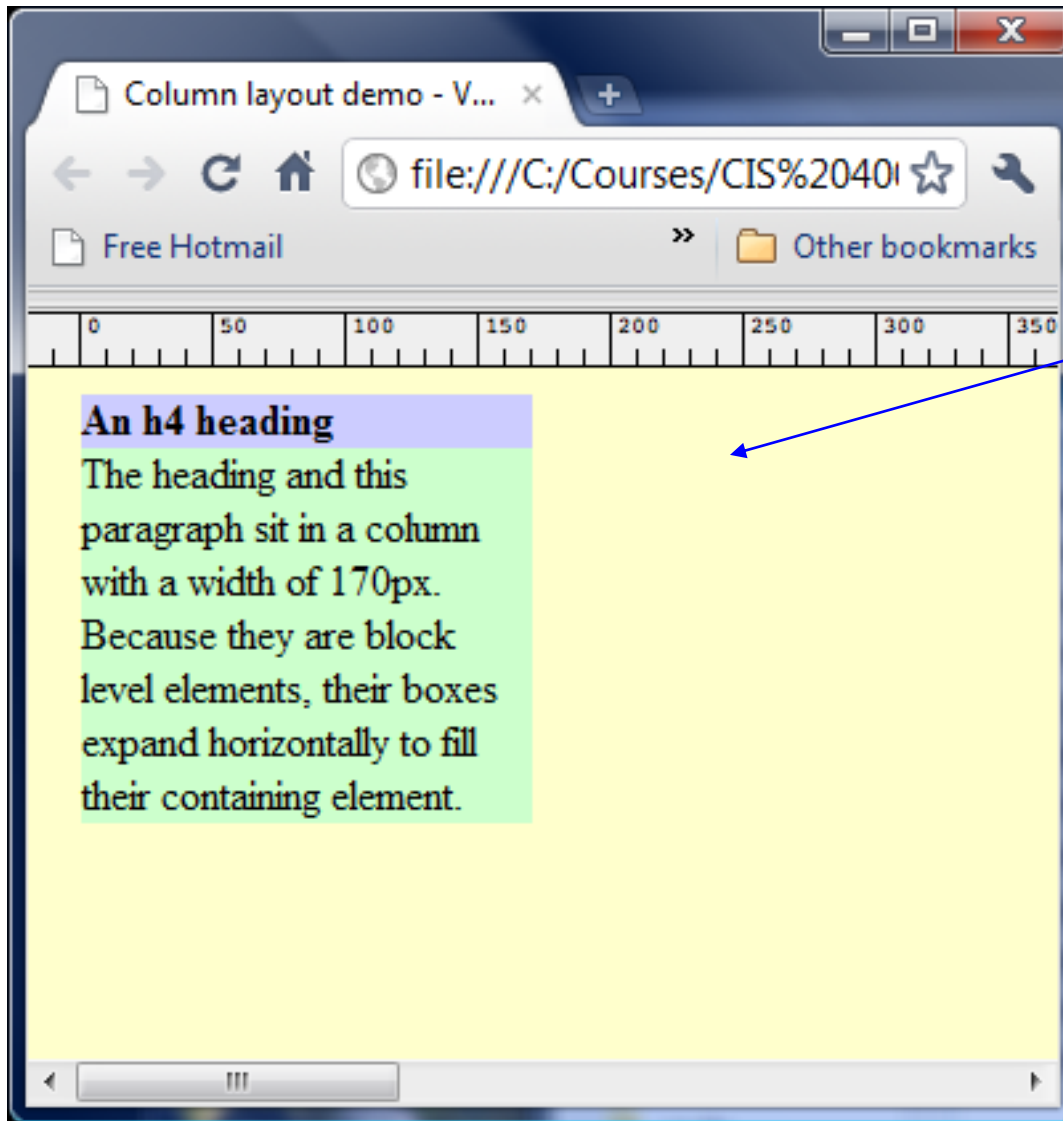 Column layout demo - V...
file:///C:/Courses/CIS%2040
Free Hotmail
»
Other bookmarks
0 50 100 150 200 250 300 350
An h4 heading
The heading and this
paragraph sit in a column
with a width of 170px.
Because they are block
level elements, their boxes
expand horizontally to fill
their containing element.